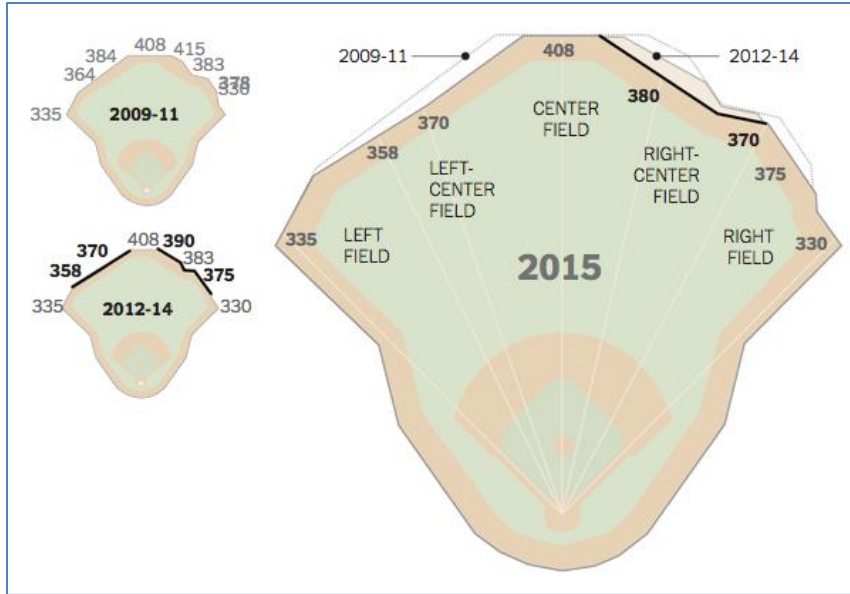 408
384
415
364
383
378
330
335
2009-11
408
390
370
383
358
375
335
2012-14
330
2009-11
2012-14
408
380
CENTER
FIELD
370
370
358
RIGHT-
CENTER
FIELD
LEFT-
CENTER
FIELD
375
335
LEFT
FIELD
RIGHT
FIELD
330
2015